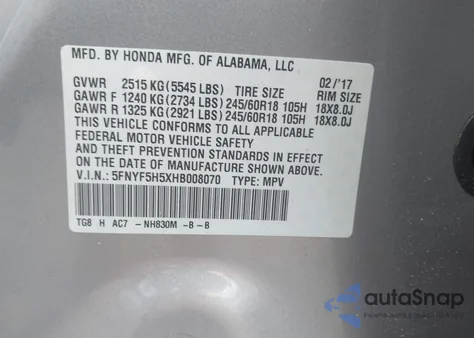 MFD. BY HONDA MFG. OF ALABAMA, LLC
02/'17
GVWR 2515 KG (5545 LBS) TIRE SIZE RIM SIZE
GAWR F 1240 KG (2734 LBS) 245/60R18 105H 18X8.0J
GAWR R 1325 KG (2921 LBS) 245/60R18 105H 18X8.0J
THIS VEHICLE CONFORMS TO ALL APPLICABLE
FEDERAL MOTOR VEHICLE SAFETY
AND THEFT PREVENTION STANDARDS IN EFFECT
ON THE DATE OF MANUFACTURE SHOWN ABOVE.
V.I.N.: 5FNYF5H5XHB008070 TYPE: MPV
TG8 H AC7 -NH830M -B -B
autoSnap